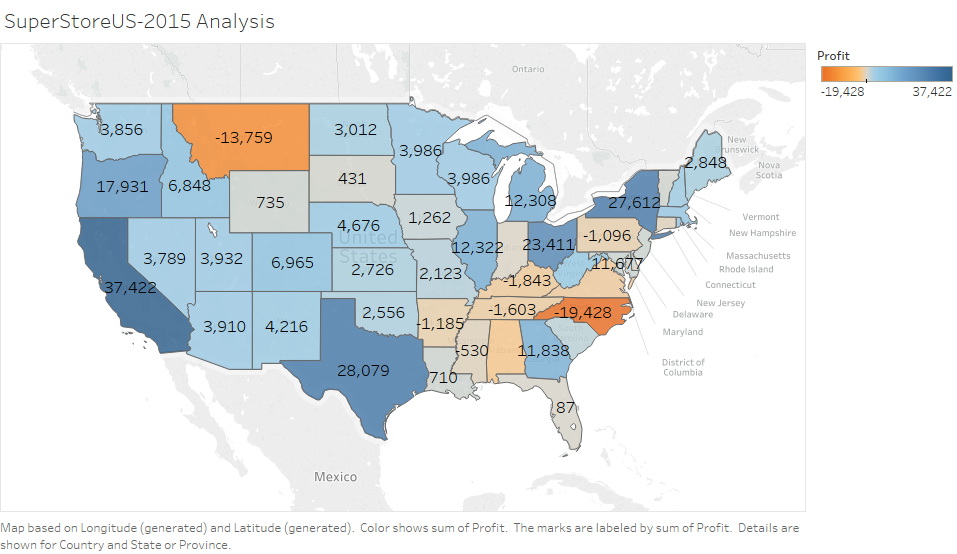 SuperStoreUS-2015 Analysis
Profit
-19,428 37,422
Ontario
New
runswick
Nova
Scotia
3,856
-13,759
3,012
3,986
2,848
17,931
6,848
735
431
3,986
12,308
27,612
Vermont
New Hampshire
Massachusetts
Rhode Island
Connecticut
New Jersey
Delaware
Maryland
District of
Columbia
3,789
3,932
4,676
United
States
1,262
12,322
23,411
-1,096
37,422
6,965
2,726
2,123
-1,843
11,677
3,910
4,216
2,556
-1,185
-1,603
-19,428
28,079
710
-530
11,838
87
Mexico
Map based on Longitude (generated) and Latitude (generated). Color shows sum of Profit. The marks are labeled by sum of Profit. Details are
shown for Country and State or Province.